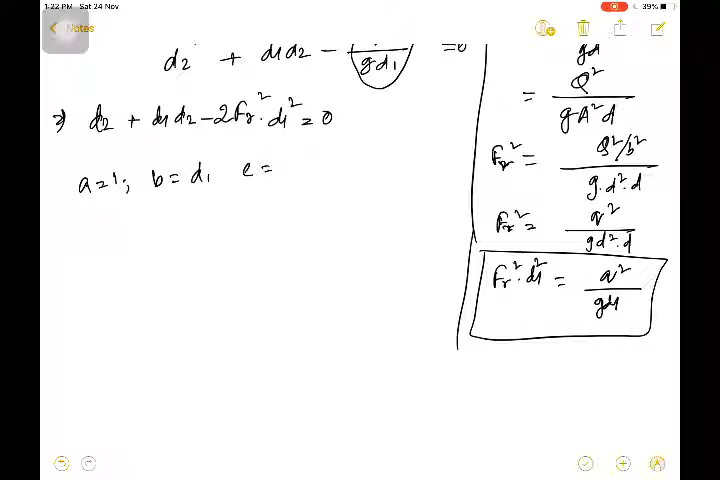 1:22 PM Sat 24 Nov
39%
Notes
d₂ + d₁d₂ − ─── = 0
gd₁
⇒ d₂ + d₁d₂ − 2Fr²·d₁² = 0
a = 1; b = d₁ c =
gd
= Q² / gA²d
Fr² = Q²/b² / g·d²·d
Fr² = q² / gd²·d
Fr²·d₁² = q² / gd₁